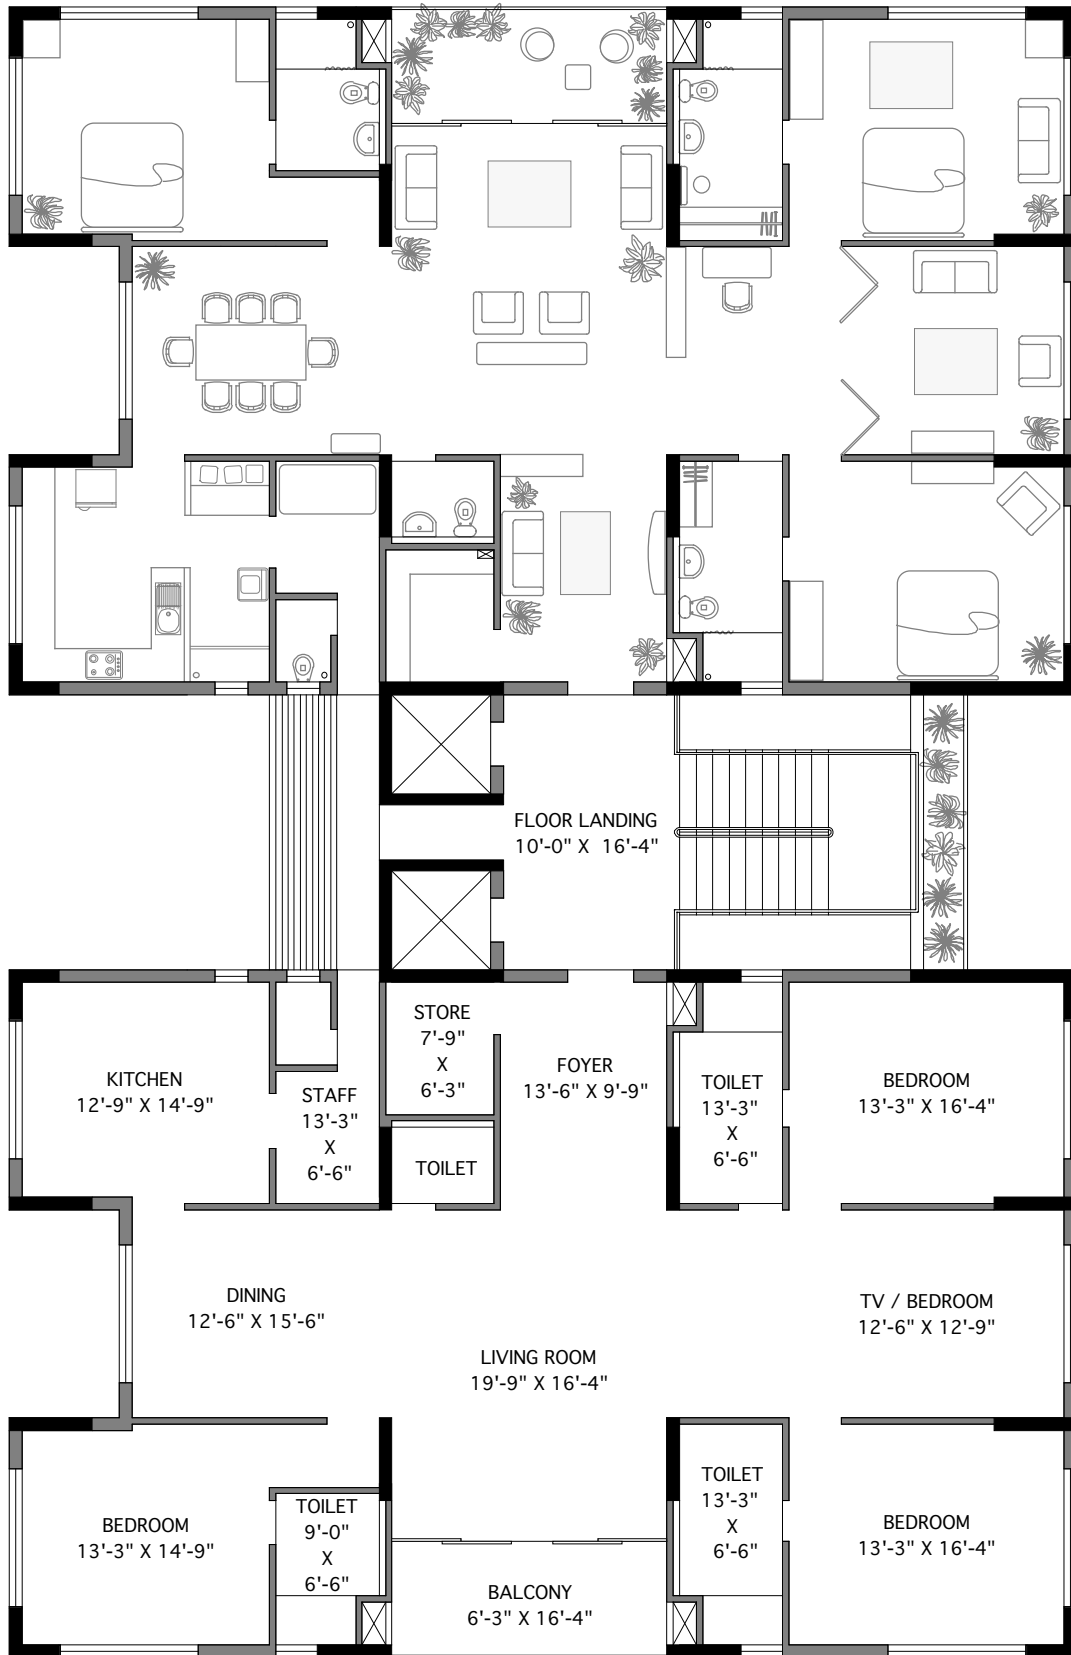 FLOOR LANDING
10'-0" X 16'-4"
STORE
7'-9"
X
6'-3"
FOYER
13'-6" X 9'-9"
KITCHEN
12'-9" X 14'-9"
STAFF
13'-3"
X
6'-6"
TOILET
13'-3"
X
6'-6"
BEDROOM
13'-3" X 16'-4"
TOILET
DINING
12'-6" X 15'-6"
TV / BEDROOM
12'-6" X 12'-9"
LIVING ROOM
19'-9" X 16'-4"
BEDROOM
13'-3" X 14'-9"
TOILET
9'-0"
X
6'-6"
TOILET
13'-3"
X
6'-6"
BEDROOM
13'-3" X 16'-4"
BALCONY
6'-3" X 16'-4"